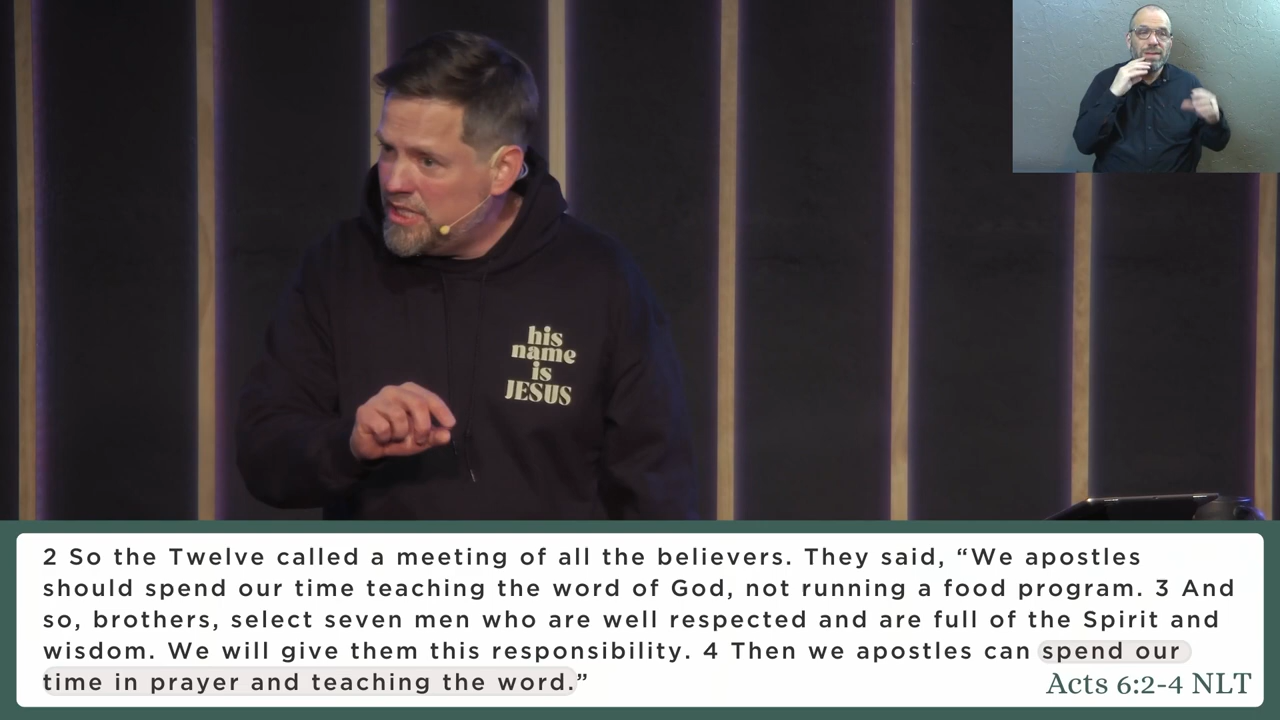 his
name
is
JESUS
2 So the Twelve called a meeting of all the believers. They said, “We apostles
should spend our time teaching the word of God, not running a food program. 3 And
so, brothers, select seven men who are well respected and are full of the Spirit and
wisdom. We will give them this responsibility. 4 Then we apostles can spend our
time in prayer and teaching the word.”
Acts 6:2-4 NLT